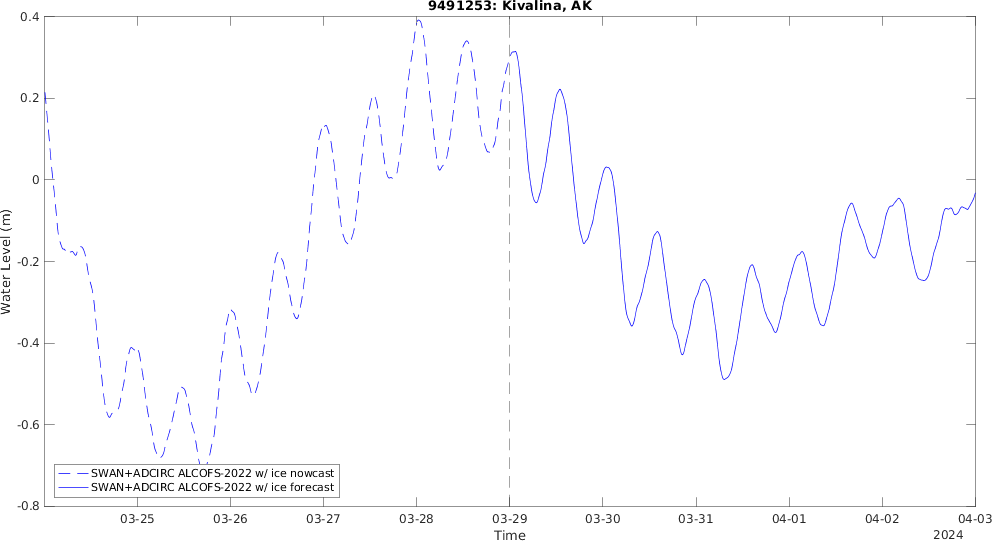 9491253: Kivalina, AK
Water Level (m)
0.4
0.2
0
-0.2
-0.4
-0.6
-0.8
SWAN+ADCIRC ALCOFS-2022 w/ ice nowcast
SWAN+ADCIRC ALCOFS-2022 w/ ice forecast
03-25 03-26 03-27 03-28 03-29 03-30 03-31 04-01 04-02 04-03
Time
2024